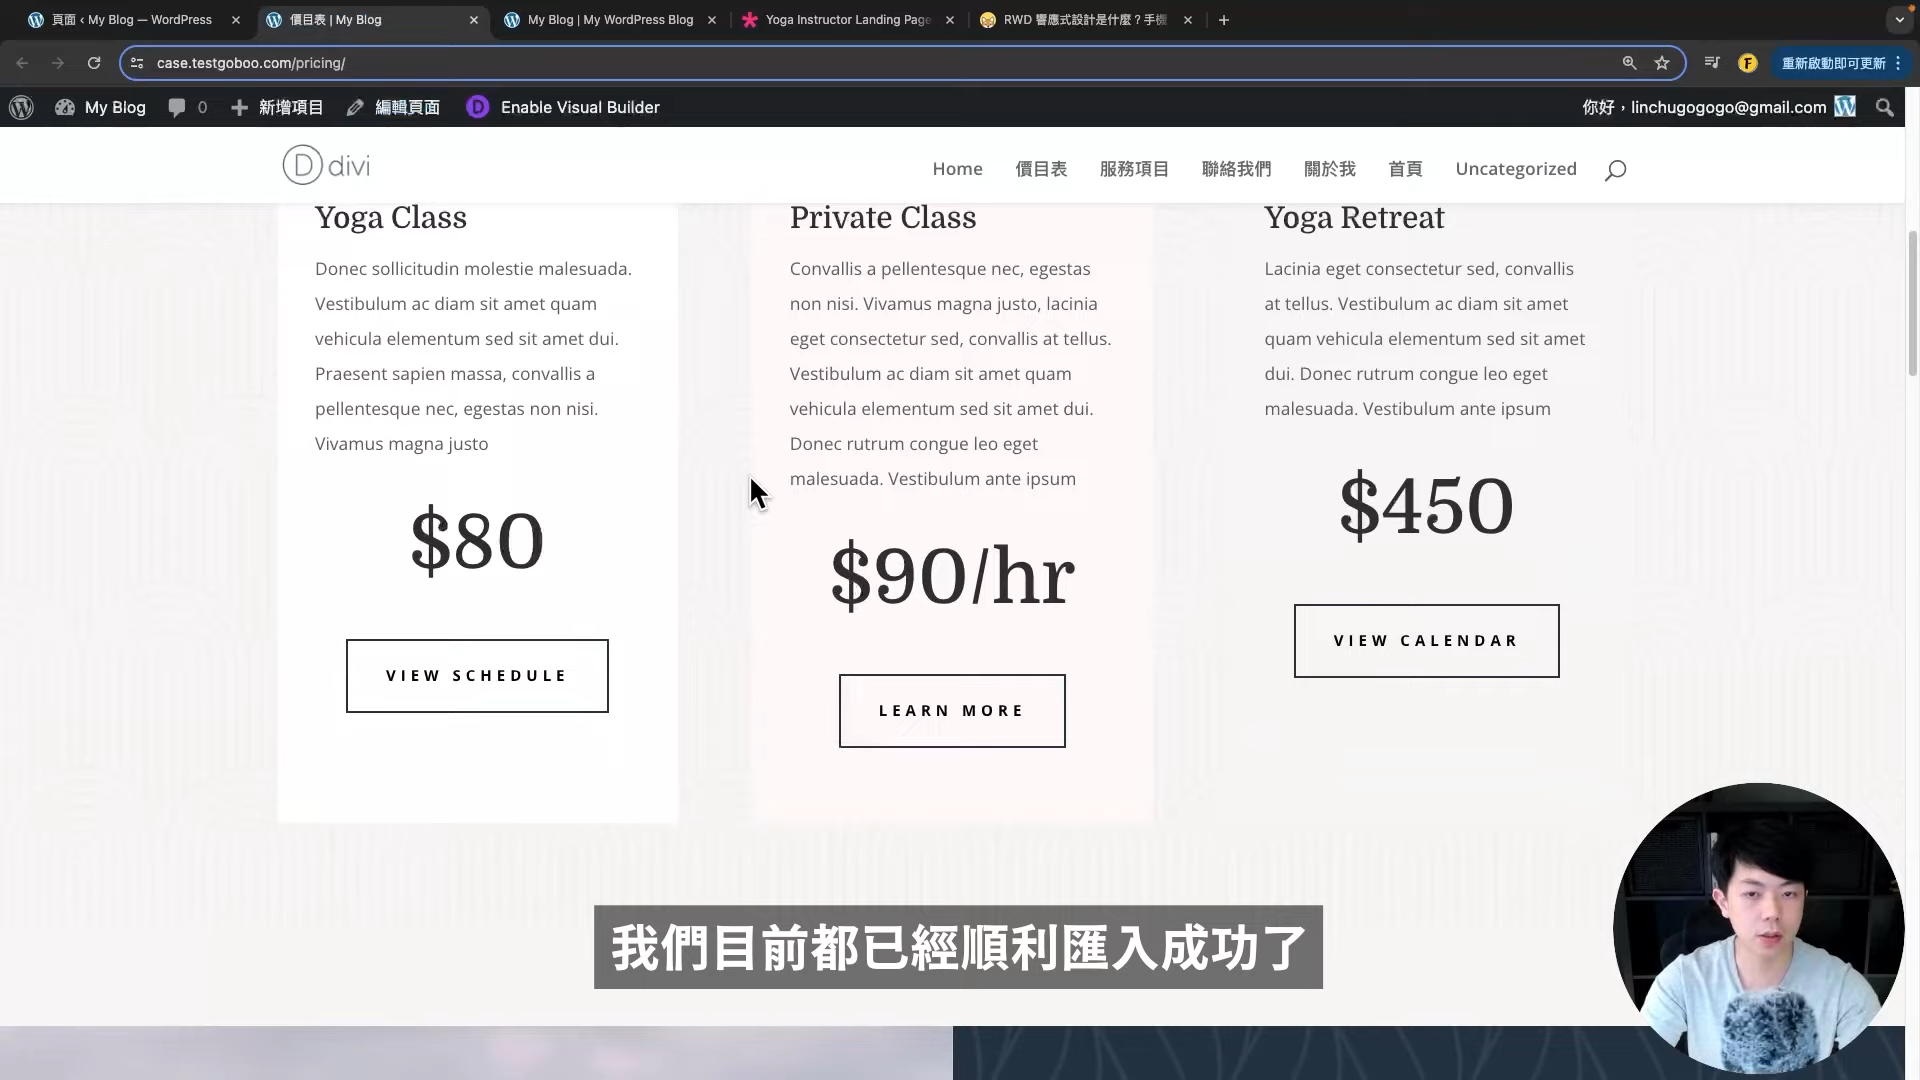 頁面 ‹ My Blog — WordPress
價目表 | My Blog
My Blog | My WordPress Blog
Yoga Instructor Landing Page
RWD 響應式設計是什麼？手機
case.testgoboo.com/pricing/
重新啟動即可更新
My Blog
0
新增項目
編輯頁面
Enable Visual Builder
你好，linchugogogo@gmail.com
divi
Home
價目表
服務項目
聯絡我們
關於我
首頁
Uncategorized
Yoga Class
Donec sollicitudin molestie malesuada.
Vestibulum ac diam sit amet quam
vehicula elementum sed sit amet dui.
Praesent sapien massa, convallis a
pellentesque nec, egestas non nisi.
Vivamus magna justo
$80
VIEW SCHEDULE
Private Class
Convallis a pellentesque nec, egestas
non nisi. Vivamus magna justo, lacinia
eget consectetur sed, convallis at tellus.
Vestibulum ac diam sit amet quam
vehicula elementum sed sit amet dui.
Donec rutrum congue leo eget
malesuada. Vestibulum ante ipsum
$90/hr
LEARN MORE
Yoga Retreat
Lacinia eget consectetur sed, convallis
at tellus. Vestibulum ac diam sit amet
quam vehicula elementum sed sit amet
dui. Donec rutrum congue leo eget
malesuada. Vestibulum ante ipsum
$450
VIEW CALENDAR
我們目前都已經順利匯入成功了